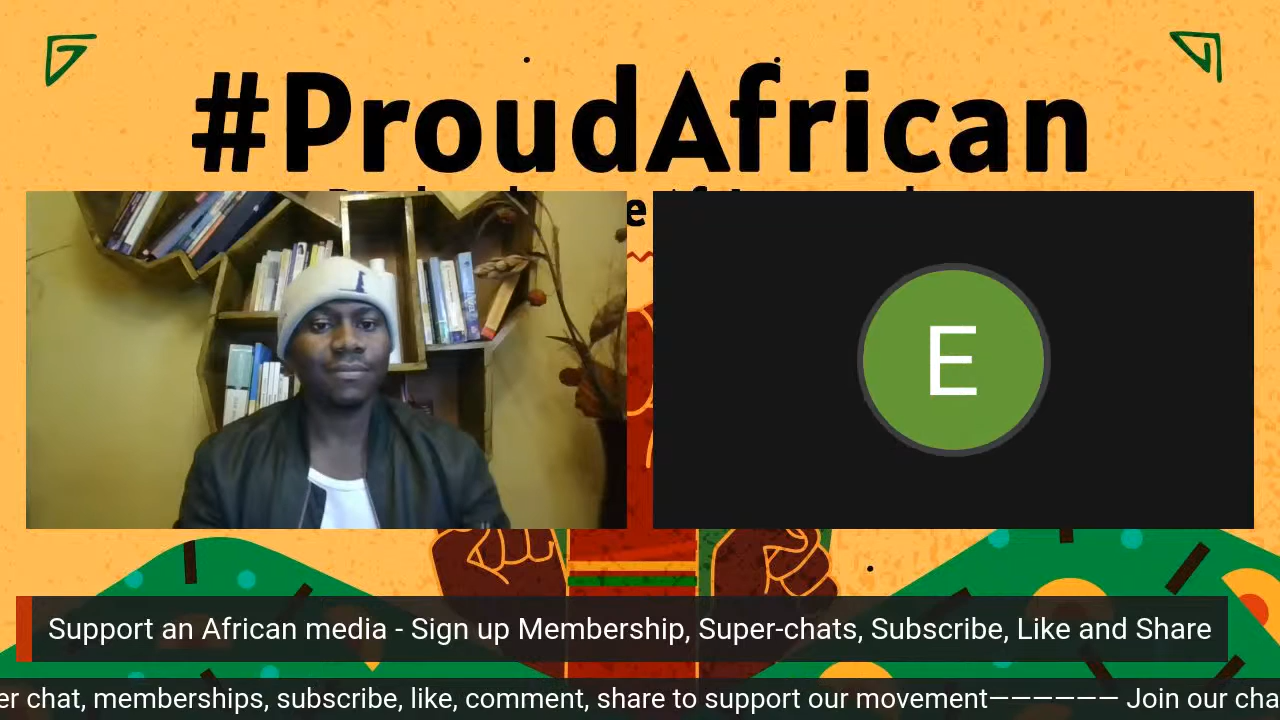 #ProudAfrican
E
Support an African media - Sign up Membership, Super-chats, Subscribe, Like and Share
er chat, memberships, subscribe, like, comment, share to support our movement—————— Join our cha